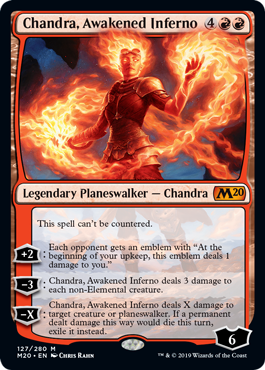 Chandra, Awakened Inferno 4
Legendary Planeswalker — Chandra M20
This spell can't be countered.
+2: Each opponent gets an emblem with “At the
beginning of your upkeep, this emblem deals 1
damage to you.”
−3: Chandra, Awakened Inferno deals 3 damage to
each non-Elemental creature.
−X: Chandra, Awakened Inferno deals X damage to
target creature or planeswalker. If a permanent
dealt damage this way would die this turn,
exile it instead.
6
127/280 M
M20 • EN Chris Rahn
™ & © 2019 Wizards of the Coast